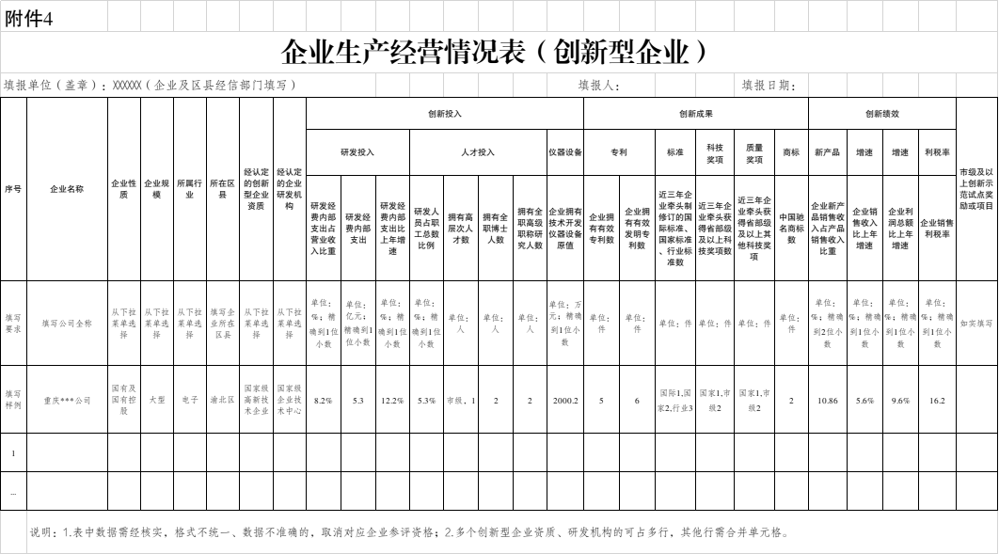 附件4
企业生产经营情况表（创新型企业）
填报单位（盖章）：XXXXX（企业及区县经信部门填写） 填报人： 填报日期：
序号 企业名称 企业性质 企业规模 所属行业 所在区县 经认定的创新型企业资质 经认定的企业研发机构 创新投入 创新成果 创新绩效 市级及以上创新示范试点奖励或项目
研发投入 人才投入 仪器设备 专利 标准 科技奖项 质量奖项 商标 新产品 增速 增速 利税率
研发经费内部支出占营业收入比重 研发经费内部支出 研发经费内部支出比上年增速 研发人员占职工总数比例 拥有高层次人才数 拥有全职博士人数 拥有全职高级职称研究人数 企业拥有技术开发仪器设备原值 企业拥有有效专利数 企业拥有有效发明专利数 近三年企业牵头制修订的国际标准、国家标准、行业标准数 近三年企业牵头获得省部级及以上科技奖项数 近三年企业牵头获得省部级及以上其他科技奖项 中国驰名商标数 企业新产品销售收入占产品销售收入比重 企业销售收入比上年增速 企业利润总额比上年增速 企业销售利税率
填写要求 填写公司全称 从下拉菜单选择 从下拉菜单选择 从下拉菜单选择 填写企业所在区县 从下拉菜单选择 从下拉菜单选择 单位：%；精确到1位小数 单位：亿元；精确到1位小数 单位：%；精确到1位小数 单位：%；精确到1位小数 单位：人 单位：人 单位：人 单位：万元；精确到1位小数 单位：件 单位：件 单位：件 单位：件 单位：件 单位：件 单位：%；精确到2位小数 单位：%；精确到1位小数 单位：%；精确到1位小数 单位：%；精确到1位小数 如实填写
填写样例 重庆***公司 国有及国有控股 大型 电子 渝北区 国家级高新技术企业 国家级企业技术中心 8.2% 5.3 12.2% 5.3% 市级，1 2 2 2000.2 5 6 国际1,国家2,行业3 国家1,市级2 国家1,市级2 2 10.86 5.6% 9.6% 16.2
1
...
说明：1.表中数据需经核实，格式不统一、数据不准确的，取消对应企业参评资格；2.多个创新型企业资质、研发机构的可占多行，其他行需合并单元格。